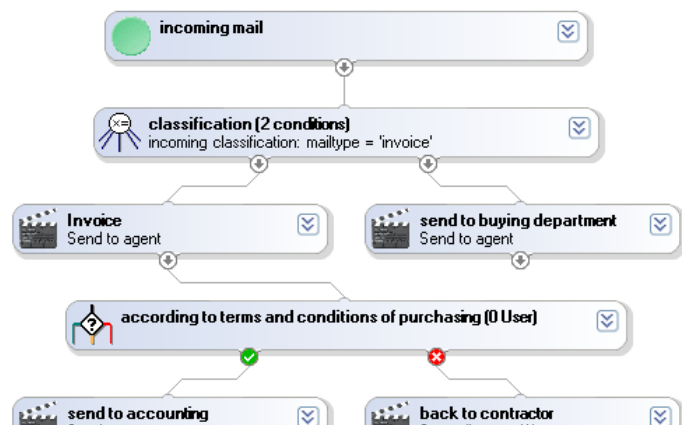 incoming mail
classification (2 conditions)
incoming classification: mailtype = 'invoice'
Invoice
Send to agent
send to buying department
Send to agent
according to terms and conditions of purchasing (0 User)
send to accounting
back to contractor